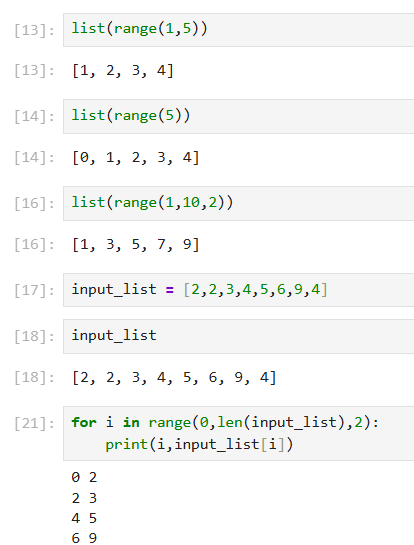 [13]: list(range(1,5))
[13]: [1, 2, 3, 4]
[14]: list(range(5))
[14]: [0, 1, 2, 3, 4]
[16]: list(range(1,10,2))
[16]: [1, 3, 5, 7, 9]
[17]: input_list = [2,2,3,4,5,6,9,4]
[18]: input_list
[18]: [2, 2, 3, 4, 5, 6, 9, 4]
[21]: for i in range(0,len(input_list),2):
    print(i,input_list[i])
0 2
2 3
4 5
6 9